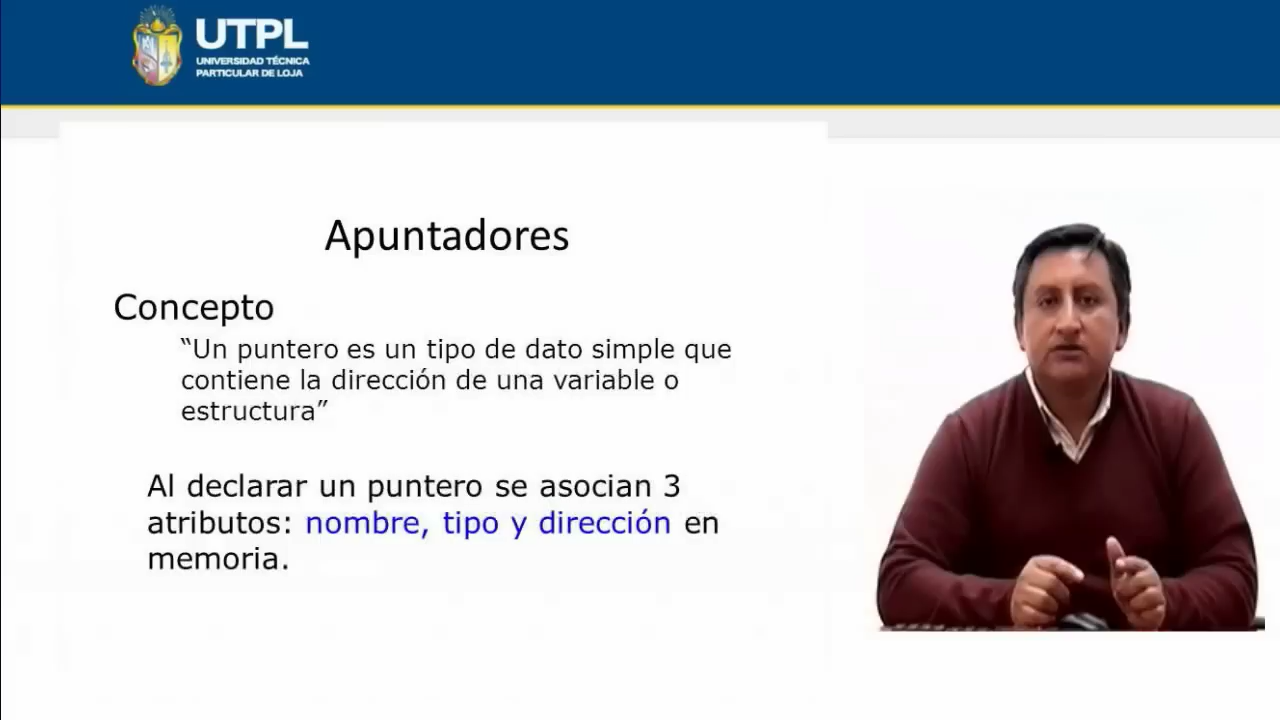 UTPL
UNIVERSIDAD TÉCNICA
PARTICULAR DE LOJA
Apuntadores
Concepto
“Un puntero es un tipo de dato simple que
contiene la dirección de una variable o
estructura”
Al declarar un puntero se asocian 3
atributos: nombre, tipo y dirección en
memoria.